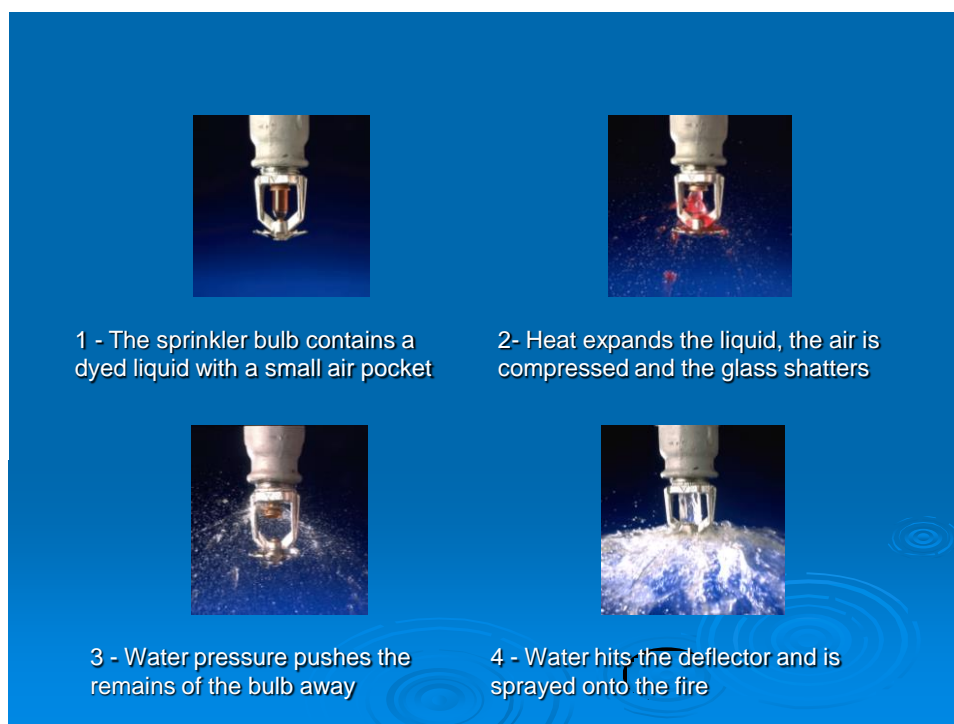 1 - The sprinkler bulb contains a
dyed liquid with a small air pocket
2- Heat expands the liquid, the air is
compressed and the glass shatters
3 - Water pressure pushes the
remains of the bulb away
4 - Water hits the deflector and is
sprayed onto the fire